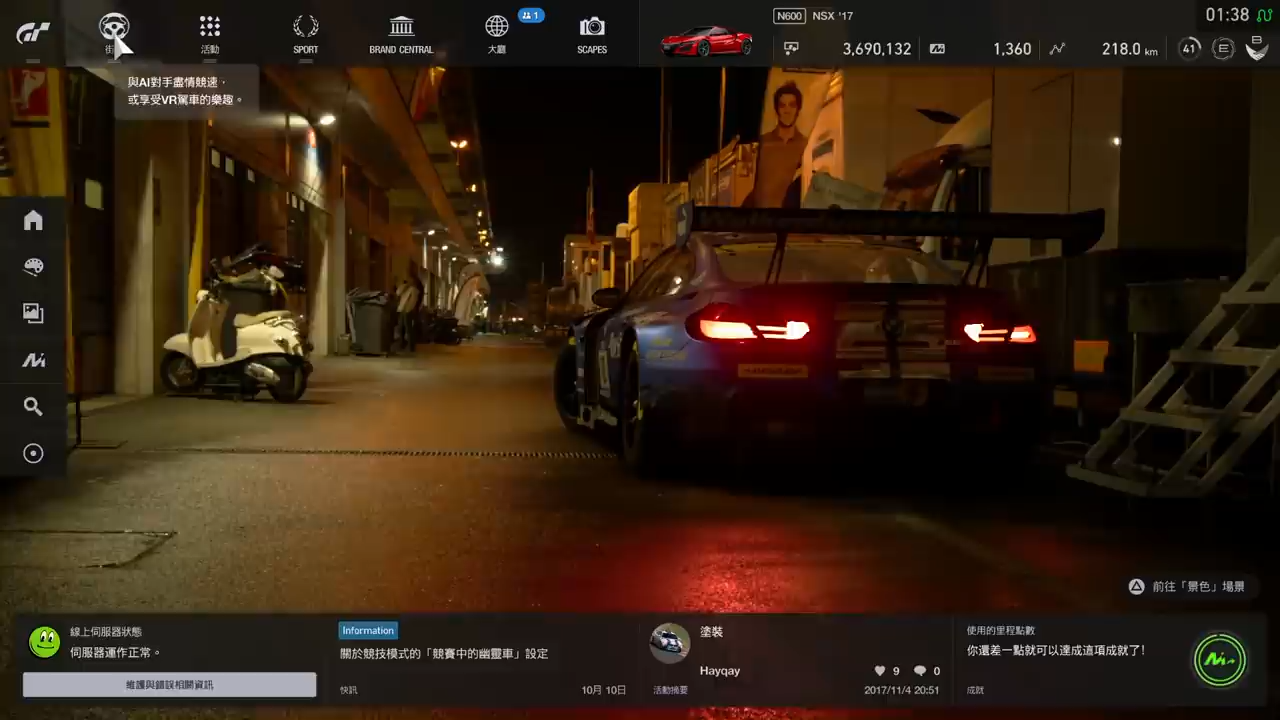 活動
SPORT
BRAND CENTRAL
1
大廳
SCAPES
N600 NSX '17
3,690,132
1,360
218.0 km
01:38
41
E
B
與AI對手盡情競速，
或享受VR駕車的樂趣。
前往「景色」場景
線上伺服器狀態
伺服器運作正常。
維護與錯誤相關資訊
Information
關於競技模式的「競賽中的幽靈車」設定
快訊
10月 10日
塗裝
Hayqay
9
0
活動摘要
2017/11/4 20:51
使用的里程點數
你還差一點就可以達成這項成就了!
成就